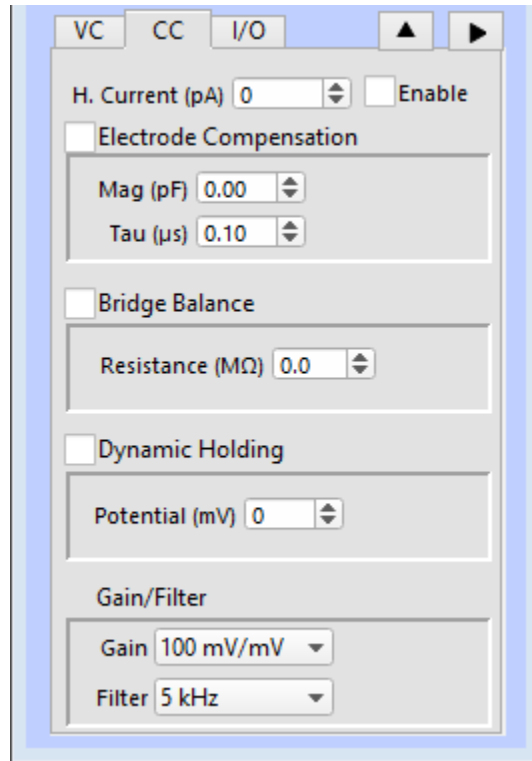 VC CC I/O
H. Current (pA) 0 Enable
Electrode Compensation
Mag (pF) 0.00
Tau (µs) 0.10
Bridge Balance
Resistance (MΩ) 0.0
Dynamic Holding
Potential (mV) 0
Gain/Filter
Gain 100 mV/mV
Filter 5 kHz